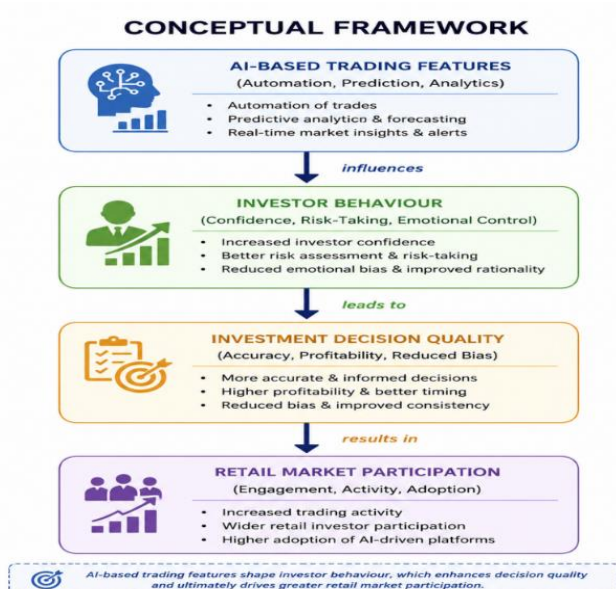 CONCEPTUAL FRAMEWORK
AI-BASED TRADING FEATURES
(Automation, Prediction, Analytics)
• Automation of trades
• Predictive analytics & forecasting
• Real-time market insights & alerts
influences
INVESTOR BEHAVIOUR
(Confidence, Risk-Taking, Emotional Control)
• Increased investor confidence
• Better risk assessment & risk-taking
• Reduced emotional bias & improved rationality
leads to
INVESTMENT DECISION QUALITY
(Accuracy, Profitability, Reduced Bias)
• More accurate & informed decisions
• Higher profitability & better timing
• Reduced bias & improved consistency
results in
RETAIL MARKET PARTICIPATION
(Engagement, Activity, Adoption)
• Increased trading activity
• Wider retail investor participation
• Higher adoption of AI-driven platforms
AI-based trading features shape investor behaviour, which enhances decision quality
and ultimately drives greater retail market participation.